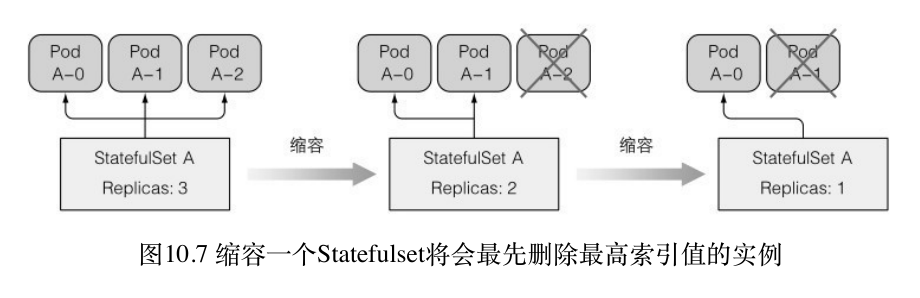 Pod A-0
Pod A-1
Pod A-2
StatefulSet A
Replicas: 3
缩容
Pod A-0
Pod A-1
Pod A-2
StatefulSet A
Replicas: 2
缩容
Pod A-0
Pod A-1
StatefulSet A
Replicas: 1
图10.7 缩容一个Statefulset将会最先删除最高索引值的实例